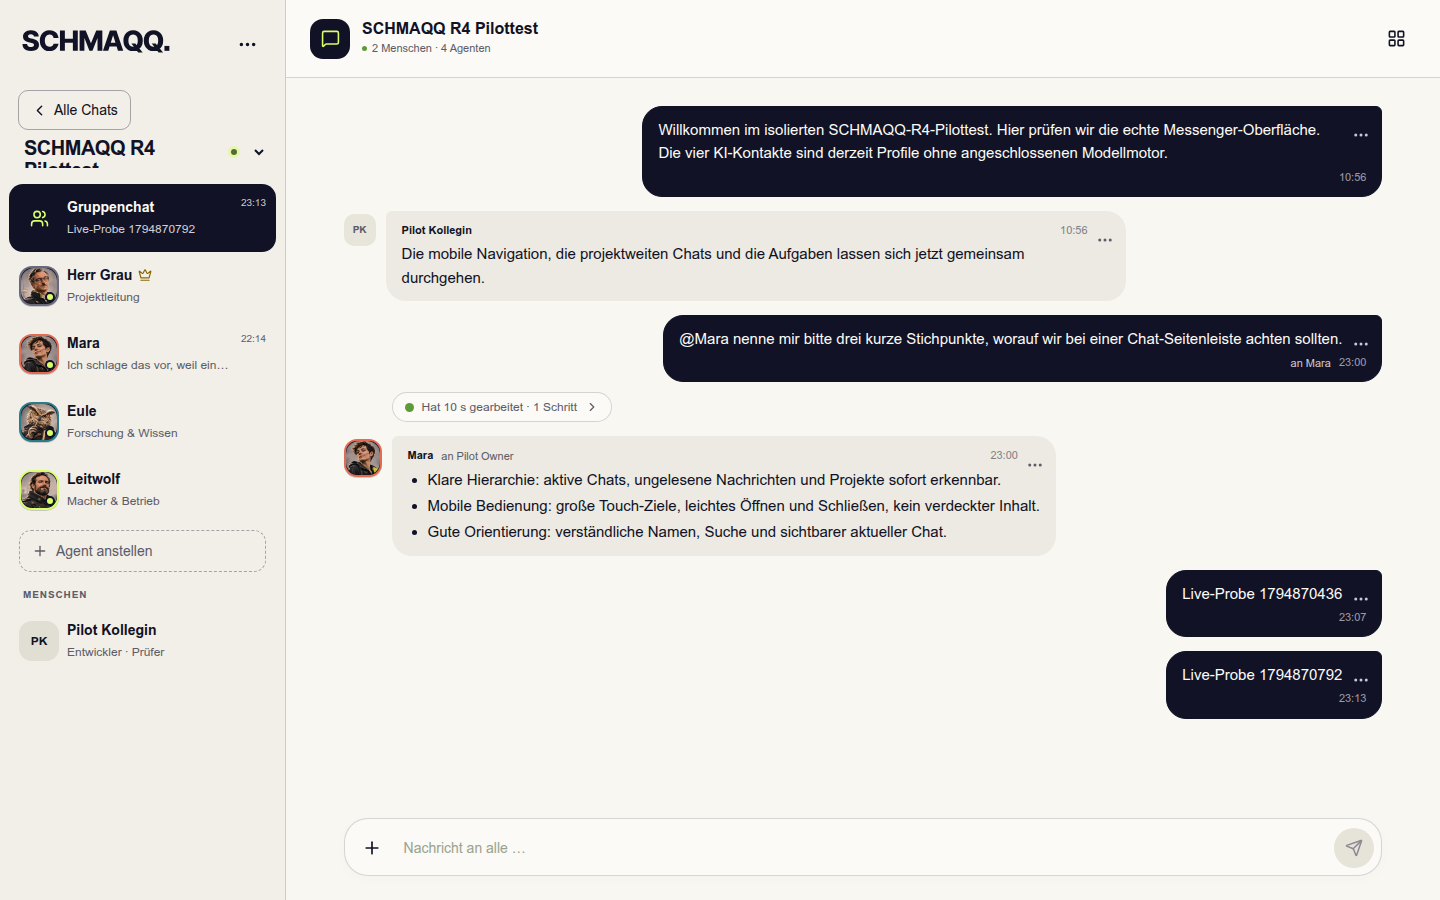 SCHMAQQ.
Alle Chats
SCHMAQQ R4
Pilottest
Gruppenchat
23:13
Live-Probe 1794870792
Herr Grau
Projektleitung
Mara
22:14
Ich schlage das vor, weil ein…
Eule
Forschung & Wissen
Leitwolf
Macher & Betrieb
Agent anstellen
MENSCHEN
PK
Pilot Kollegin
Entwickler · Prüfer
SCHMAQQ R4 Pilottest
2 Menschen · 4 Agenten
Willkommen im isolierten SCHMAQQ-R4-Pilottest. Hier prüfen wir die echte Messenger-Oberfläche.
Die vier KI-Kontakte sind derzeit Profile ohne angeschlossenen Modellmotor.
10:56
PK
Pilot Kollegin
10:56
Die mobile Navigation, die projektweiten Chats und die Aufgaben lassen sich jetzt gemeinsam
durchgehen.
@Mara nenne mir bitte drei kurze Stichpunkte, worauf wir bei einer Chat-Seitenleiste achten sollten.
an Mara 23:00
Hat 10 s gearbeitet · 1 Schritt
Mara an Pilot Owner
23:00
• Klare Hierarchie: aktive Chats, ungelesene Nachrichten und Projekte sofort erkennbar.
• Mobile Bedienung: große Touch-Ziele, leichtes Öffnen und Schließen, kein verdeckter Inhalt.
• Gute Orientierung: verständliche Namen, Suche und sichtbarer aktueller Chat.
Live-Probe 1794870436
23:07
Live-Probe 1794870792
23:13
Nachricht an alle …